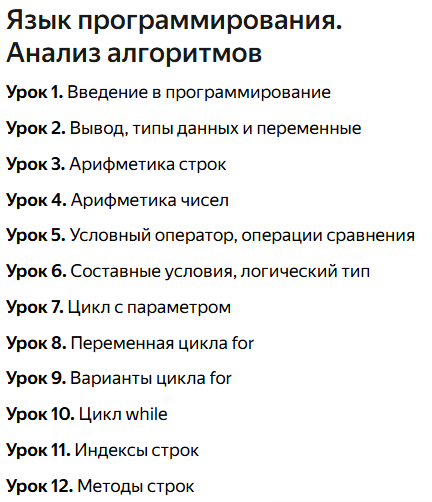 Язык программирования.
Анализ алгоритмов
Урок 1. Введение в программирование
Урок 2. Вывод, типы данных и переменные
Урок 3. Арифметика строк
Урок 4. Арифметика чисел
Урок 5. Условный оператор, операции сравнения
Урок 6. Составные условия, логический тип
Урок 7. Цикл с параметром
Урок 8. Переменная цикла for
Урок 9. Варианты цикла for
Урок 10. Цикл while
Урок 11. Индексы строк
Урок 12. Методы строк